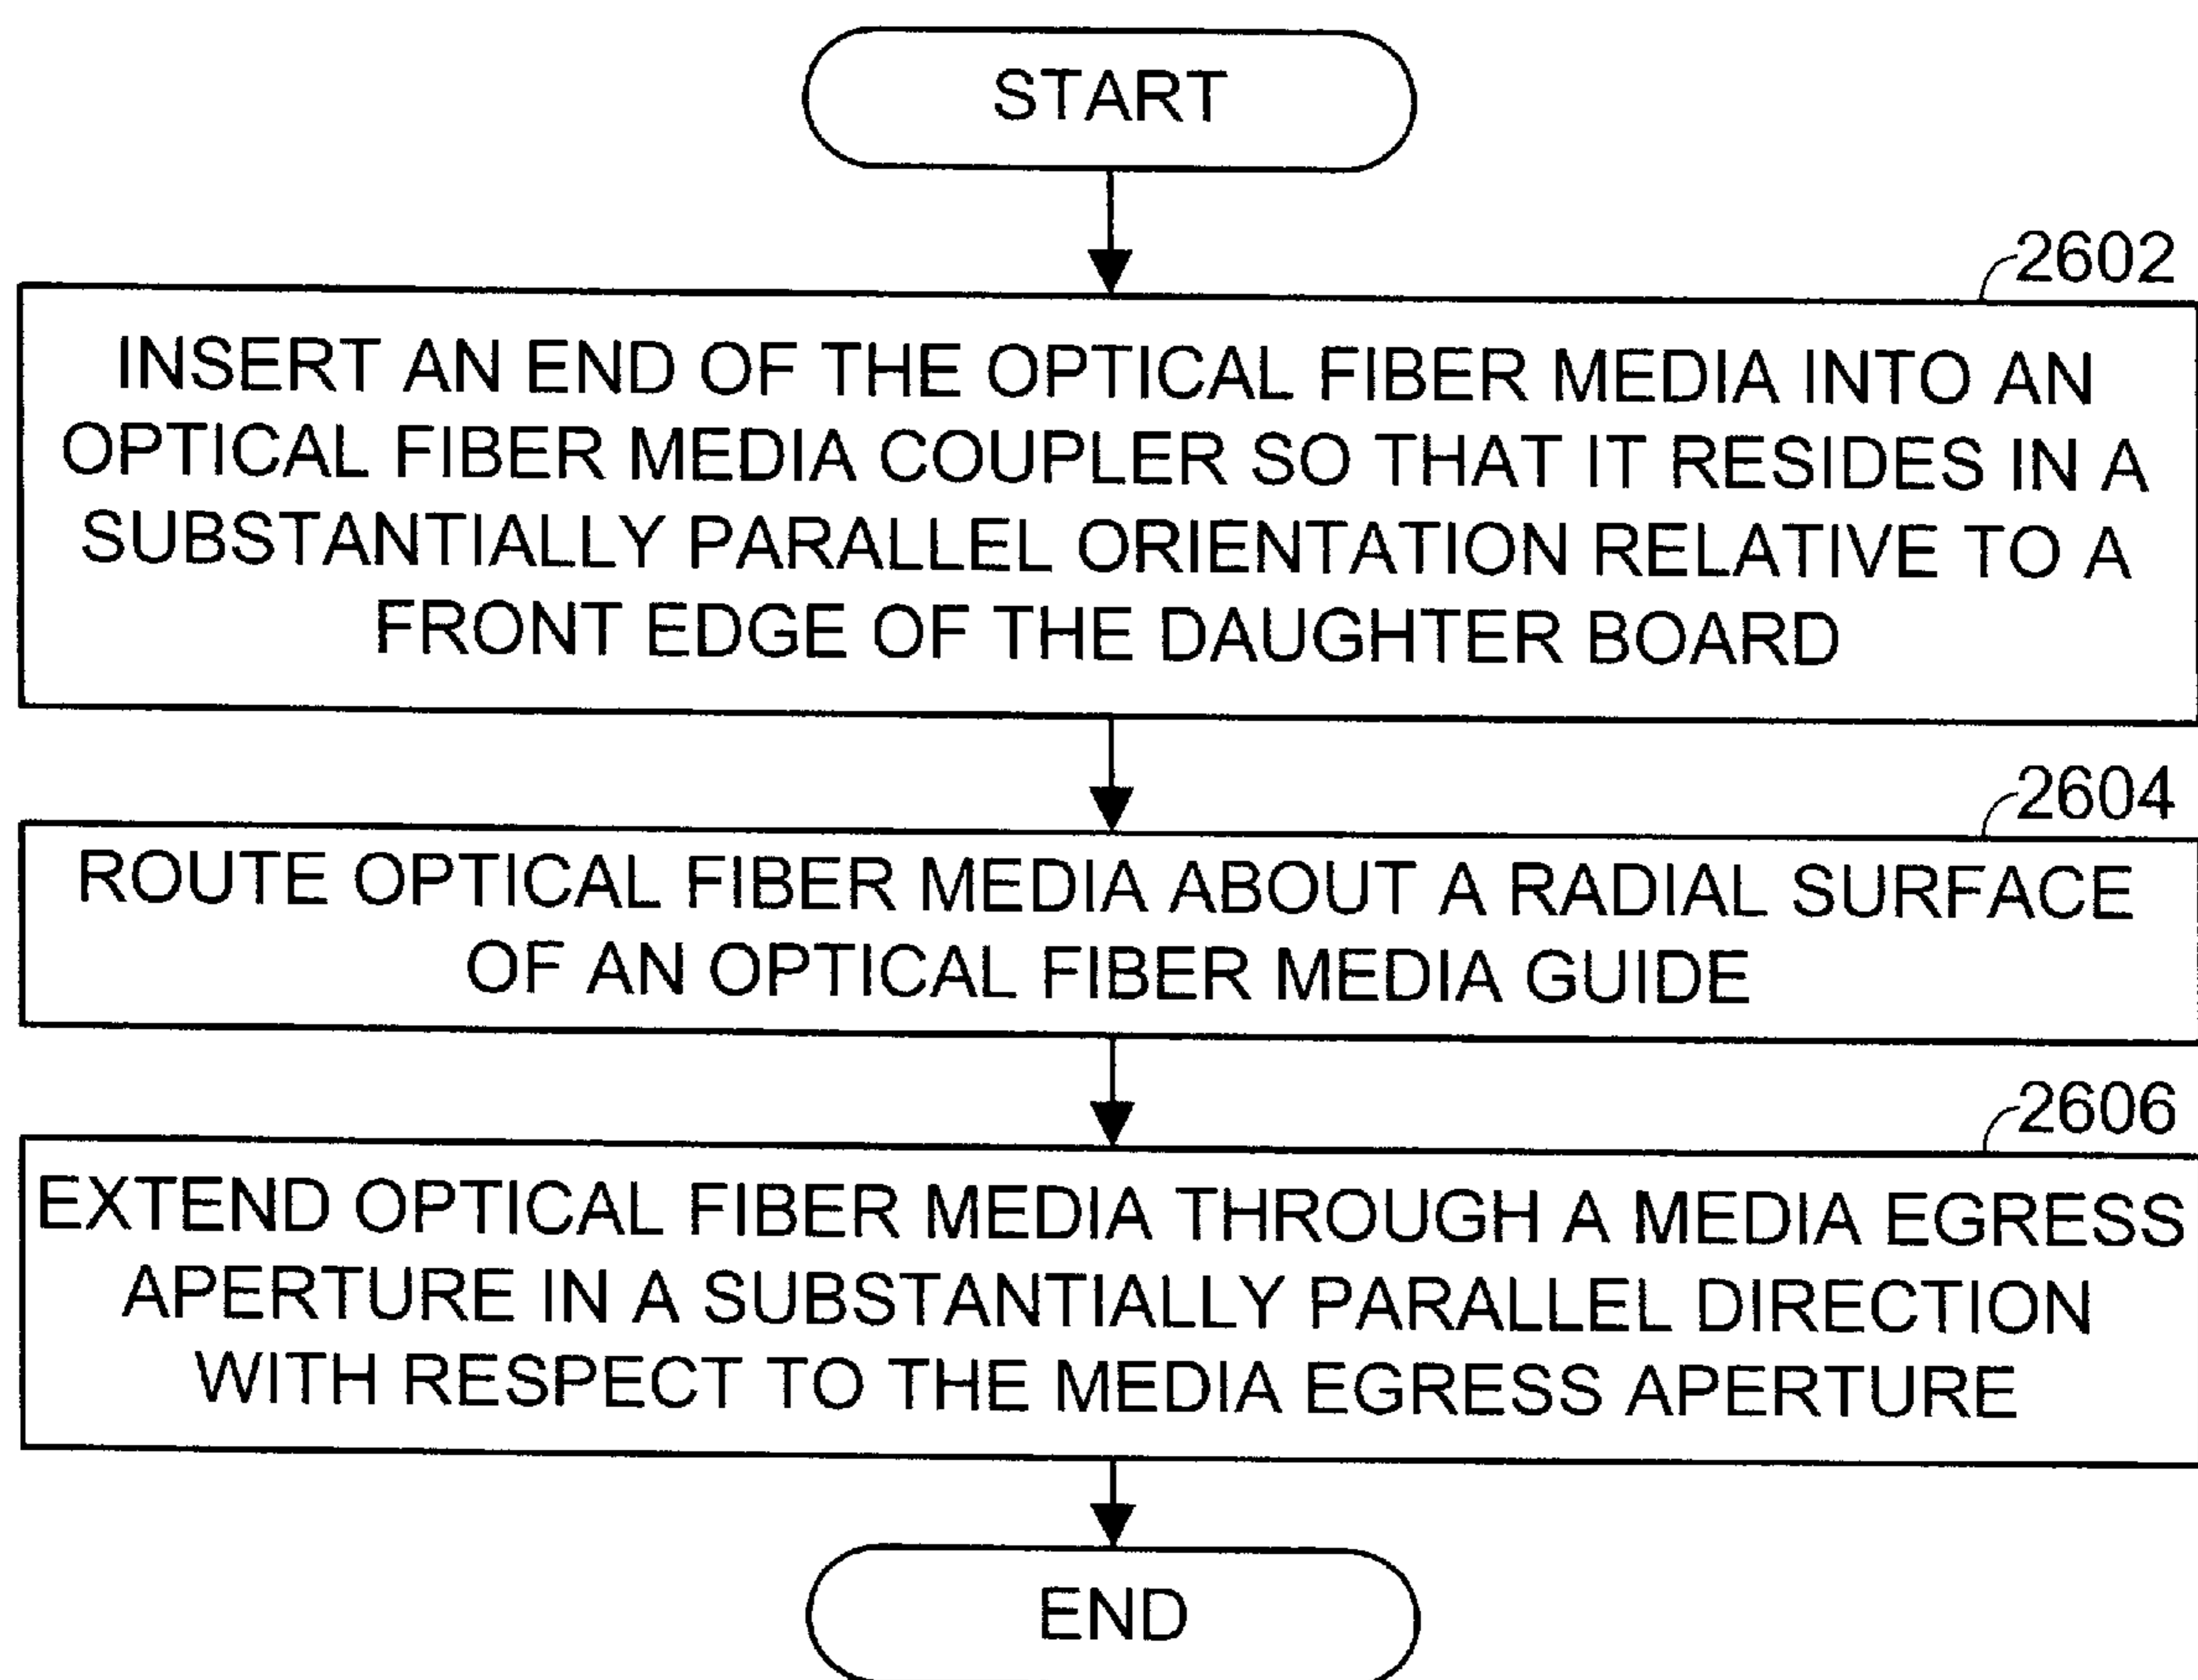 START
2602
INSERT AN END OF THE OPTICAL FIBER MEDIA INTO AN
OPTICAL FIBER MEDIA COUPLER SO THAT IT RESIDES IN A
SUBSTANTIALLY PARALLEL ORIENTATION RELATIVE TO A
FRONT EDGE OF THE DAUGHTER BOARD
2604
ROUTE OPTICAL FIBER MEDIA ABOUT A RADIAL SURFACE
OF AN OPTICAL FIBER MEDIA GUIDE
2606
EXTEND OPTICAL FIBER MEDIA THROUGH A MEDIA EGRESS
APERTURE IN A SUBSTANTIALLY PARALLEL DIRECTION
WITH RESPECT TO THE MEDIA EGRESS APERTURE
END